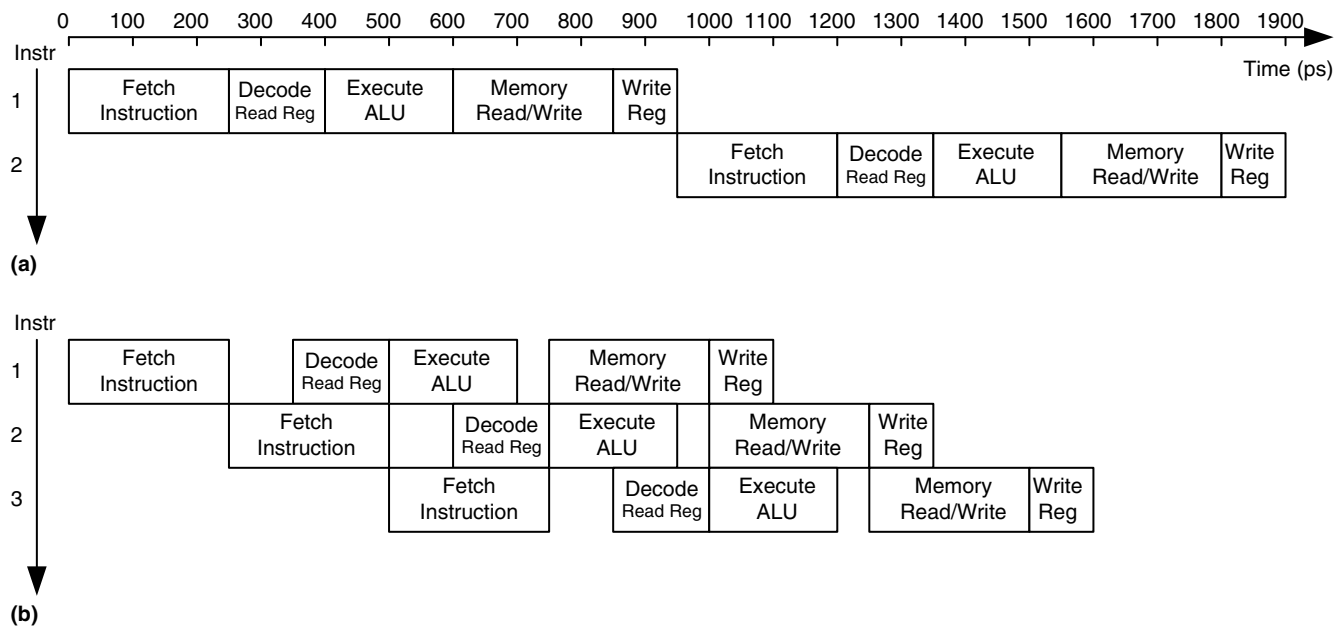 0 100 200 300 400 500 600 700 800 900 1000 1100 1200 1300 1400 1500 1600 1700 1800 1900
Instr
Time (ps)
1
Fetch Instruction
Decode Read Reg
Execute ALU
Memory Read/Write
Write Reg
2
Fetch Instruction
Decode Read Reg
Execute ALU
Memory Read/Write
Write Reg
(a)
Instr
1
Fetch Instruction
Decode Read Reg
Execute ALU
Memory Read/Write
Write Reg
2
Fetch Instruction
Decode Read Reg
Execute ALU
Memory Read/Write
Write Reg
3
Fetch Instruction
Decode Read Reg
Execute ALU
Memory Read/Write
Write Reg
(b)